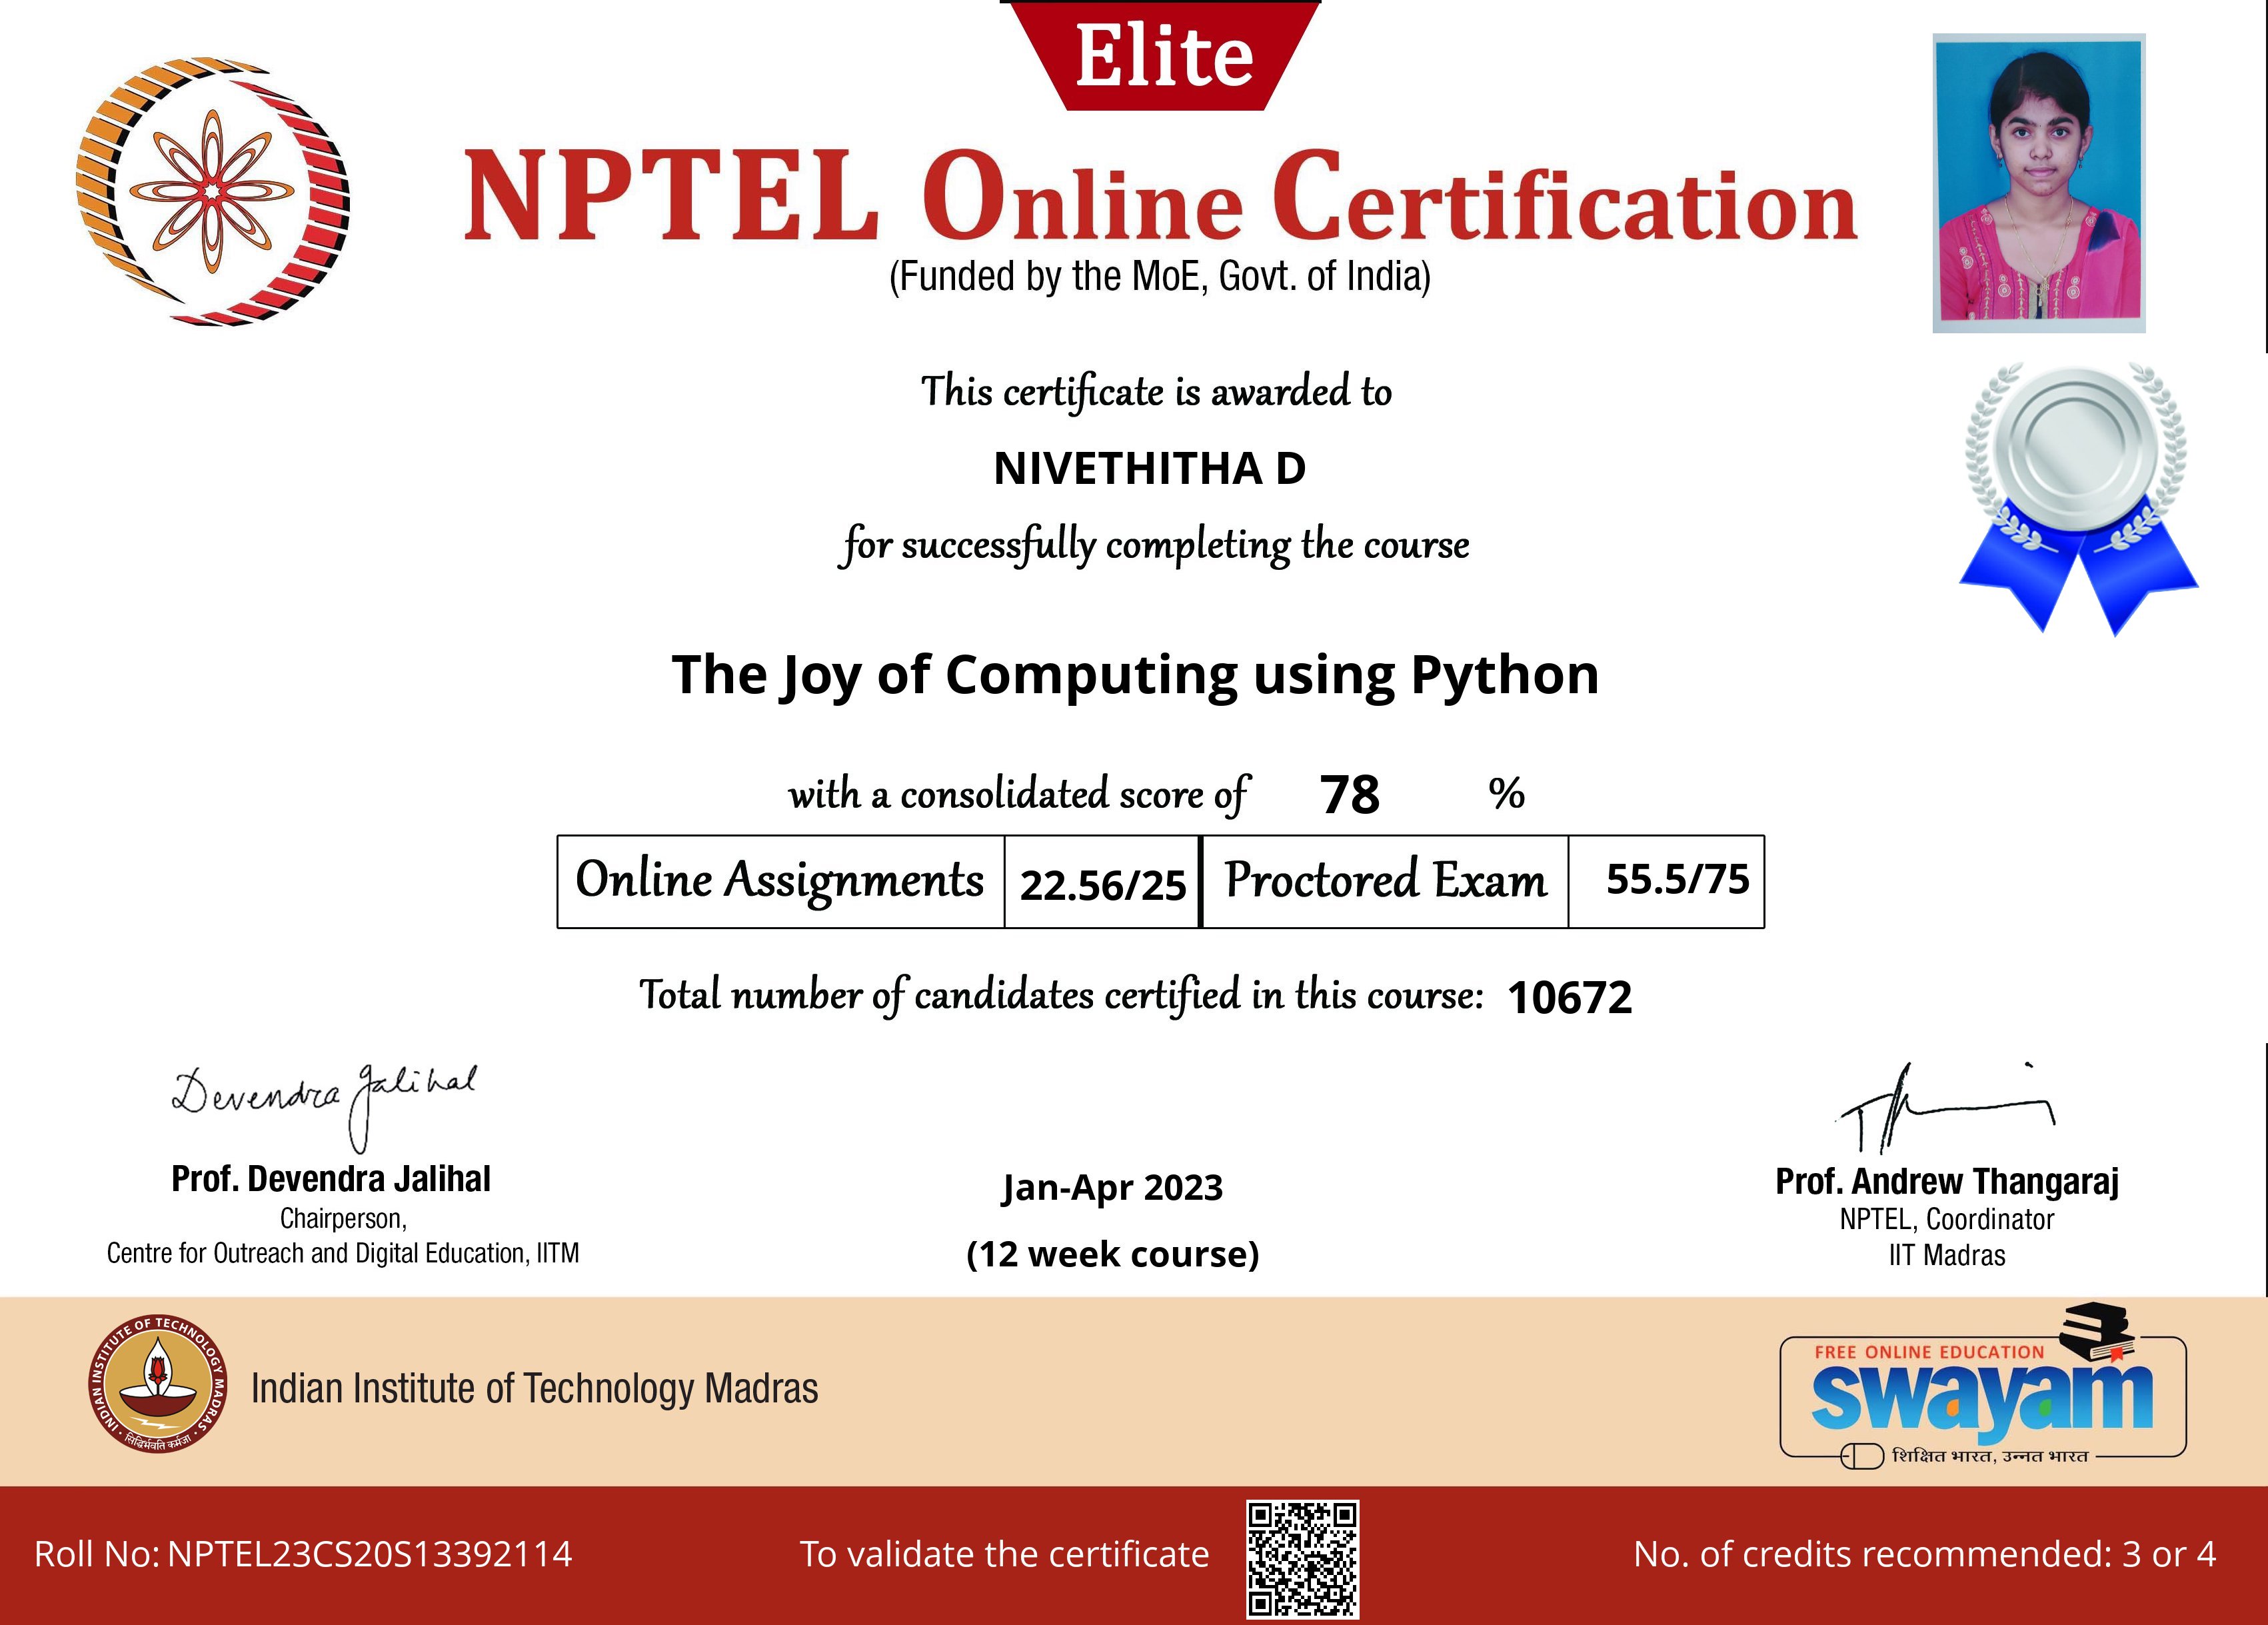 Elite
NPTEL Online Certification
(Funded by the MoE, Govt. of India)
This certificate is awarded to
NIVETHITHA D
for successfully completing the course
The Joy of Computing using Python
with a consolidated score of 78 %
Online Assignments 22.56/25 Proctored Exam 55.5/75
Total number of candidates certified in this course: 10672
Devendra Jalihal
Prof. Devendra Jalihal
Chairperson,
Centre for Outreach and Digital Education, IITM
Jan-Apr 2023
(12 week course)
Prof. Andrew Thangaraj
NPTEL, Coordinator
IIT Madras
INDIAN INSTITUTE OF TECHNOLOGY MADRAS
सिद्धिर्भवति कर्मजा
Indian Institute of Technology Madras
FREE ONLINE EDUCATION
swayam
शिक्षित भारत, उन्नत भारत
Roll No: NPTEL23CS20S13392114
To validate the certificate
No. of credits recommended: 3 or 4